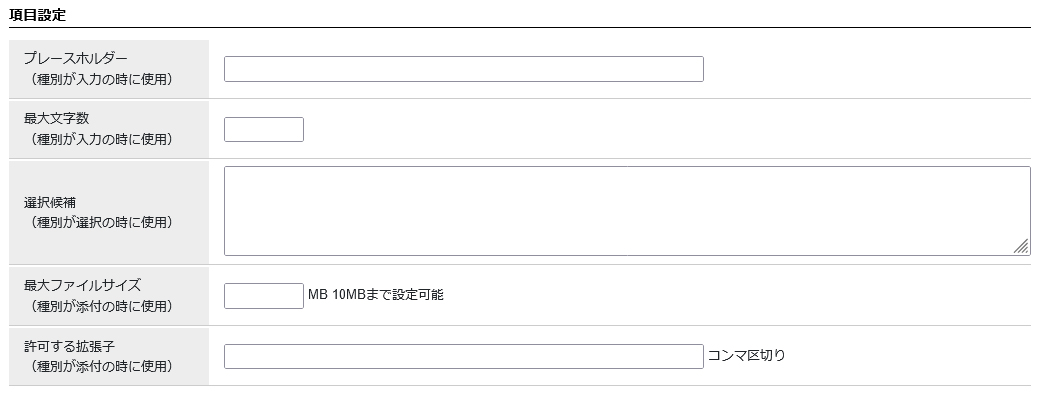 項目設定
プレースホルダー
（種別が入力の時に使用）
最大文字数
（種別が入力の時に使用）
選択候補
（種別が選択の時に使用）
最大ファイルサイズ
（種別が添付の時に使用）
MB 10MBまで設定可能
許可する拡張子
（種別が添付の時に使用）
コンマ区切り